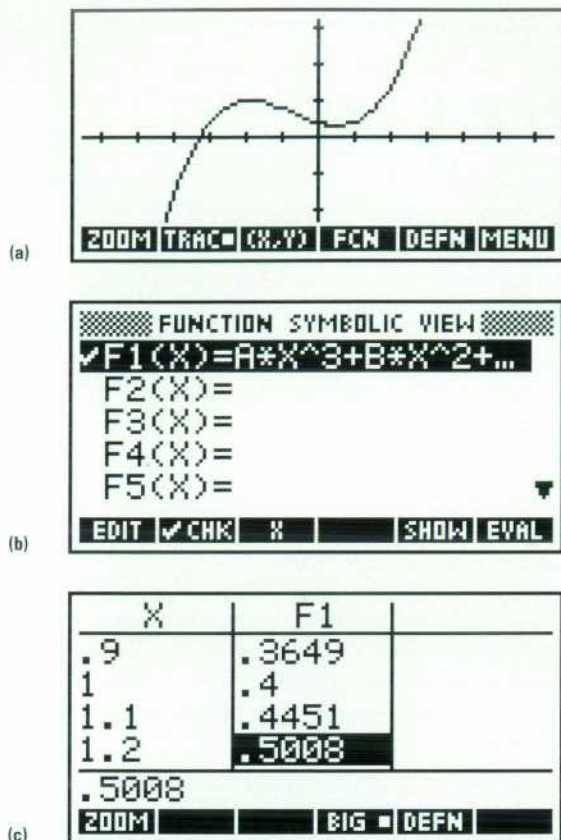 ZOOM TRAC■ (X,Y) FCN DEFN MENU
(a)
FUNCTION SYMBOLIC VIEW
✔F1(X)=A*X^3+B*X^2+…
F2(X)=
F3(X)=
F4(X)=
F5(X)=
EDIT ✔CHK X SHOW EVAL
(b)
X F1
.9 .3649
1 .4
1.1 .4451
1.2 .5008
.5008
ZOOM BIG ■ DEFN
(c)